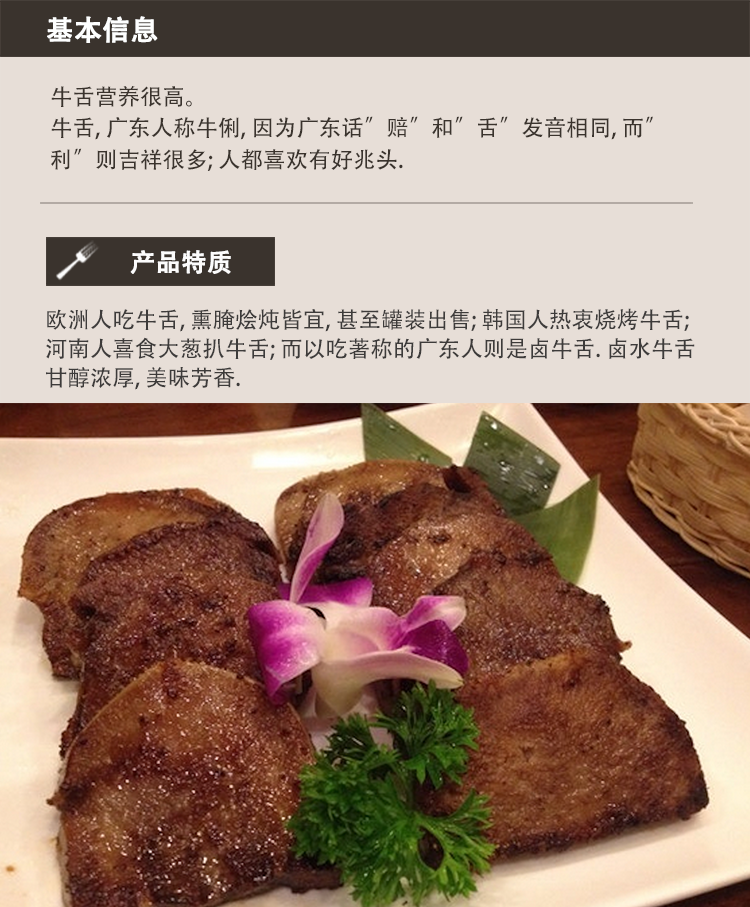 基本信息
牛舌营养很高。
牛舌, 广东人称牛俐, 因为广东话″赔″和″舌″发音相同, 而″
利″则吉祥很多; 人都喜欢有好兆头.
产品特质
欧洲人吃牛舌, 熏腌烩炖皆宜, 甚至罐装出售; 韩国人热衷烧烤牛舌;
河南人喜食大葱扒牛舌; 而以吃著称的广东人则是卤牛舌. 卤水牛舌
甘醇浓厚, 美味芳香.